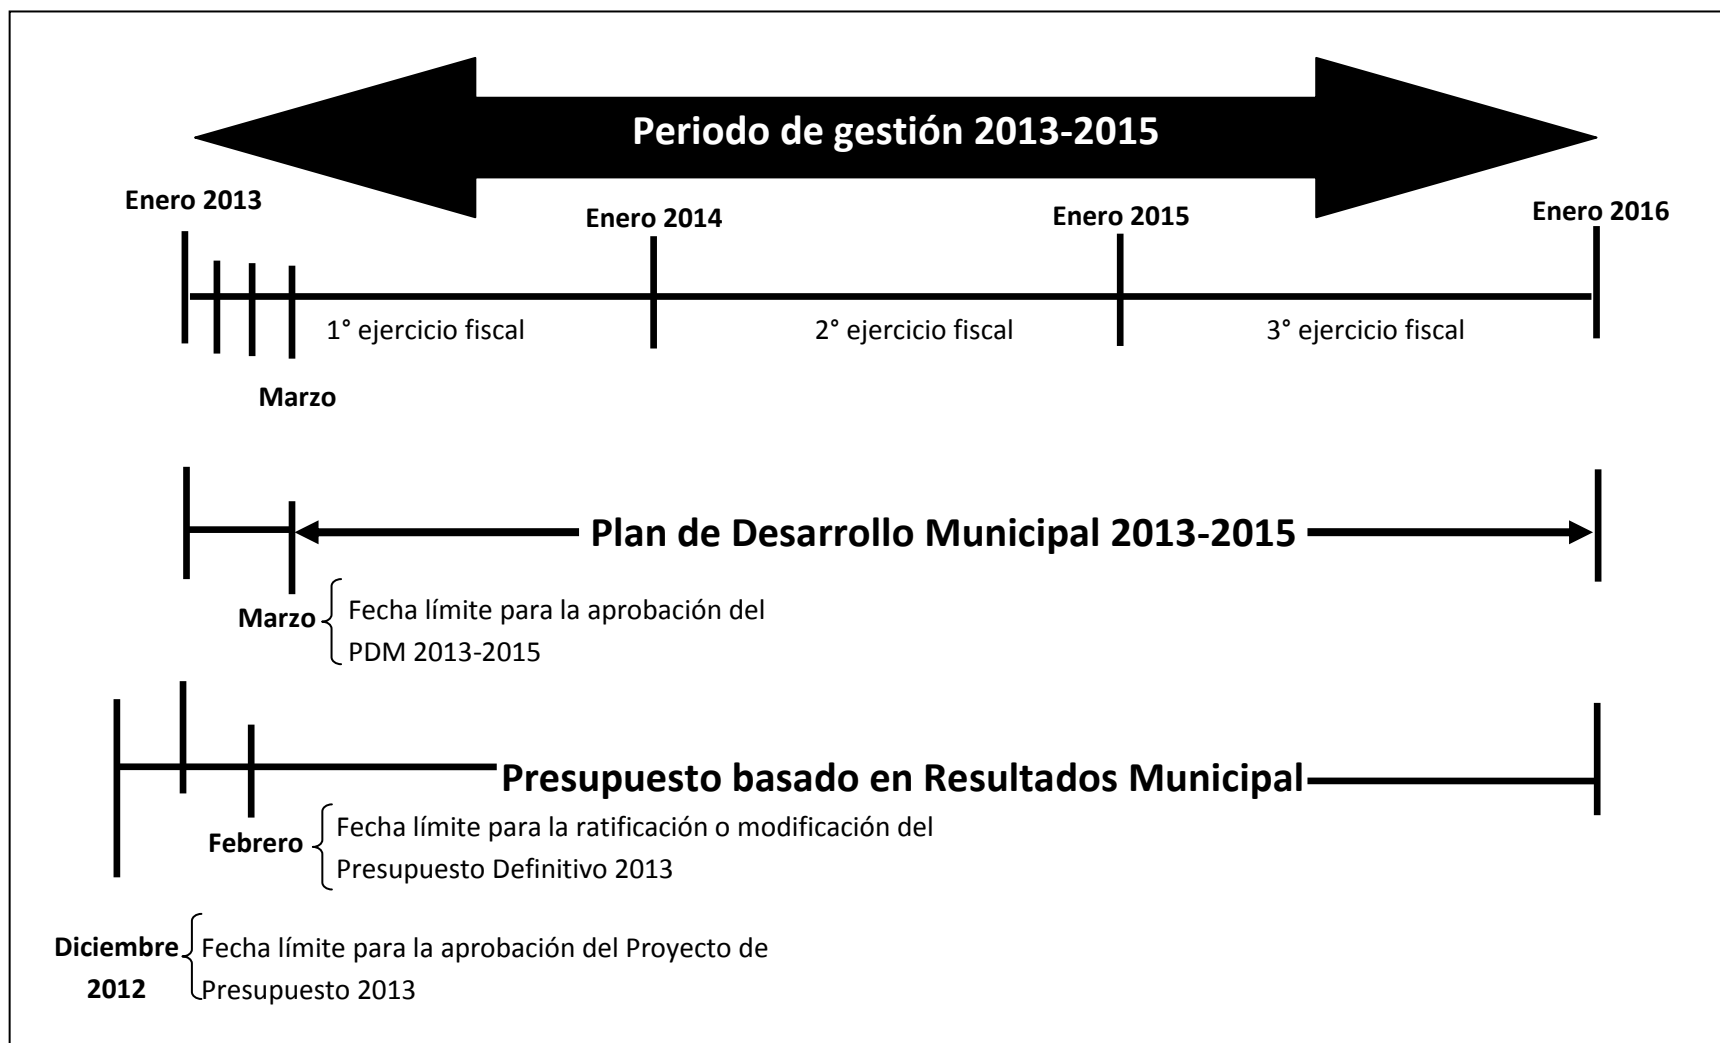 Periodo de gestión 2013-2015
Enero 2013
Enero 2014
Enero 2015
Enero 2016
1° ejercicio fiscal
2° ejercicio fiscal
3° ejercicio fiscal
Marzo
Plan de Desarrollo Municipal 2013-2015
Marzo
Fecha límite para la aprobación del
PDM 2013-2015
Presupuesto basado en Resultados Municipal
Febrero
Fecha límite para la ratificación o modificación del
Presupuesto Definitivo 2013
Diciembre
2012
Fecha límite para la aprobación del Proyecto de
Presupuesto 2013